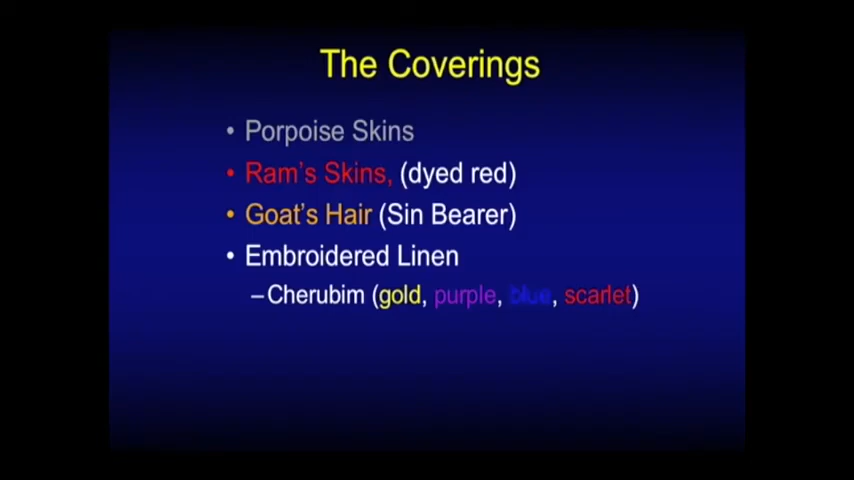 The Coverings
• Porpoise Skins
• Ram's Skins, (dyed red)
• Goat's Hair (Sin Bearer)
• Embroidered Linen
–Cherubim (gold, purple, blue, scarlet)